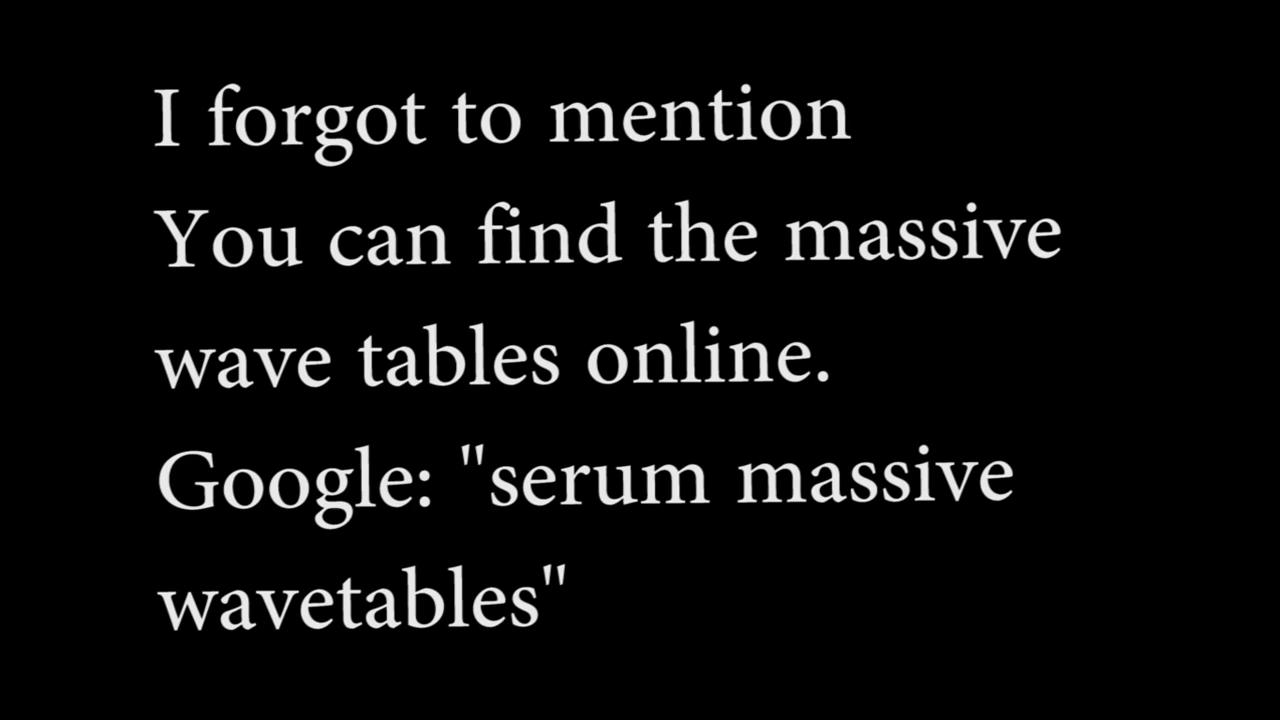 I forgot to mention
You can find the massive
wave tables online.
Google: "serum massive
wavetables"